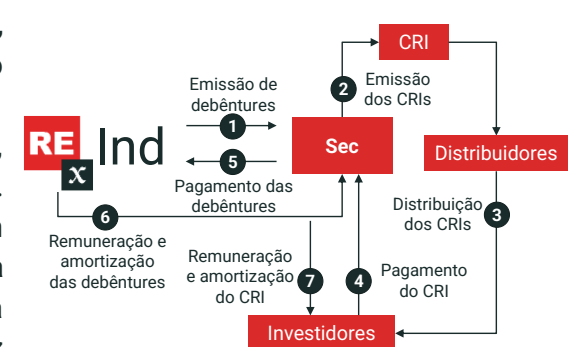 CRI
Emissão de
debêntures
1
2
Emissão
dos CRIs
RE
x
Ind
Sec
Distribuidores
5
Pagamento das
debêntures
6
Remuneração e
amortização
das debêntures
Distribuição
dos CRIs
3
Remuneração
e amortização
do CRI
7
4
Pagamento
do CRI
Investidores